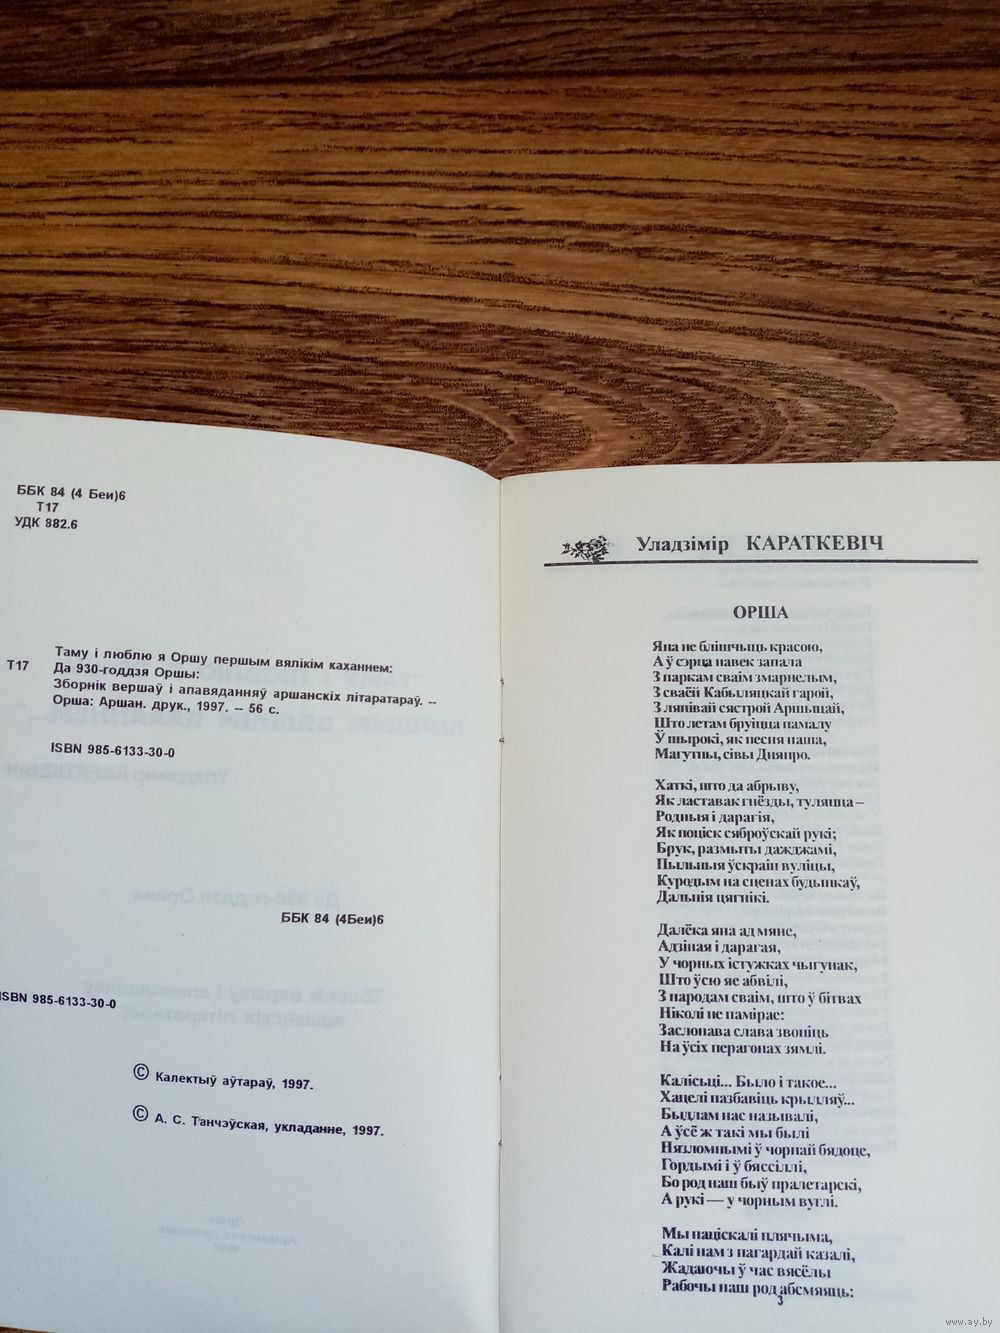 ББК 84 (4 Беи)6
Т17
УДК 882.6
Таму і люблю я Оршу першым вялікім каханнем:
Т17 Да 930-годдзя Оршы:
Зборнік вершаў і апавяданняў аршанскіх літаратараў. --
Орша: Аршан. друк., 1997. -- 56 с.
ISBN 985-6133-30-0
ББК 84 (4Беи)6
ISBN 985-6133-30-0
© Калектыў аўтараў, 1997.
© А. С. Танчэўская, укладанне, 1997.
Уладзімір КАРАТКЕВІЧ
ОРША
Яна не блішчыць красою,
А ў сэрца навек запала
З паркам сваім змарнелым,
З сваёй Кабыляцкай гарой,
З лянівай сястрой Аршыцай,
Што летам бруіцца памалу
Ў шырокі, як песня наша,
Магутны, сівы Дняпро.
Хаткі, што да абрыву,
Як ластавак гнёзды, туляцца –
Родныя і дарагія,
Як поціск сяброўскай рукі;
Брук, размыты дажджамі,
Пыльныя ўскраін вуліцы,
Куродым на сценах будынкаў,
Дальнія цягнікі.
Далёка яна ад мяне,
Адзіная і дарагая,
У чорных істужках чыгунак,
Што ўсю яе абвілі,
З народам сваім, што ў бітвах
Ніколі не памірае:
Заслонава слава звоніць
На ўсіх перагонах зямлі.
Калісьці... Было і такое...
Хацелі пазбавіць крылляў...
Быдлам нас называлі,
А ўсё ж такі мы былі
Нязломнымі ў чорнай бядоце,
Гордымі і ў бяссіллі,
Бо род наш быў пралетарскі,
А рукі — у чорным вуглі.
Мы паціскалі плячыма,
Калі нам з пагардай казалі,
Жадаючы ў час вясёлы
Рабочы наш род абсмяяць:
3
www.ay.by